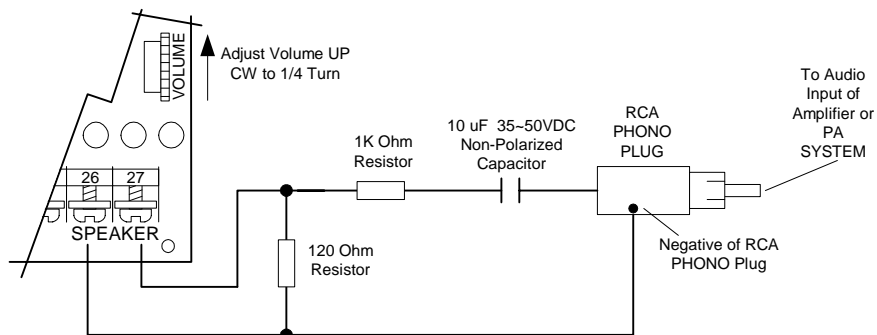 VOLUME
Adjust Volume UP
CW to 1/4 Turn
26
27
SPEAKER
1K Ohm
Resistor
10 uF 35~50VDC
Non-Polarized
Capacitor
RCA
PHONO
PLUG
To Audio
Input of
Amplifier or
PA
SYSTEM
120 Ohm
Resistor
Negative of RCA
PHONO Plug